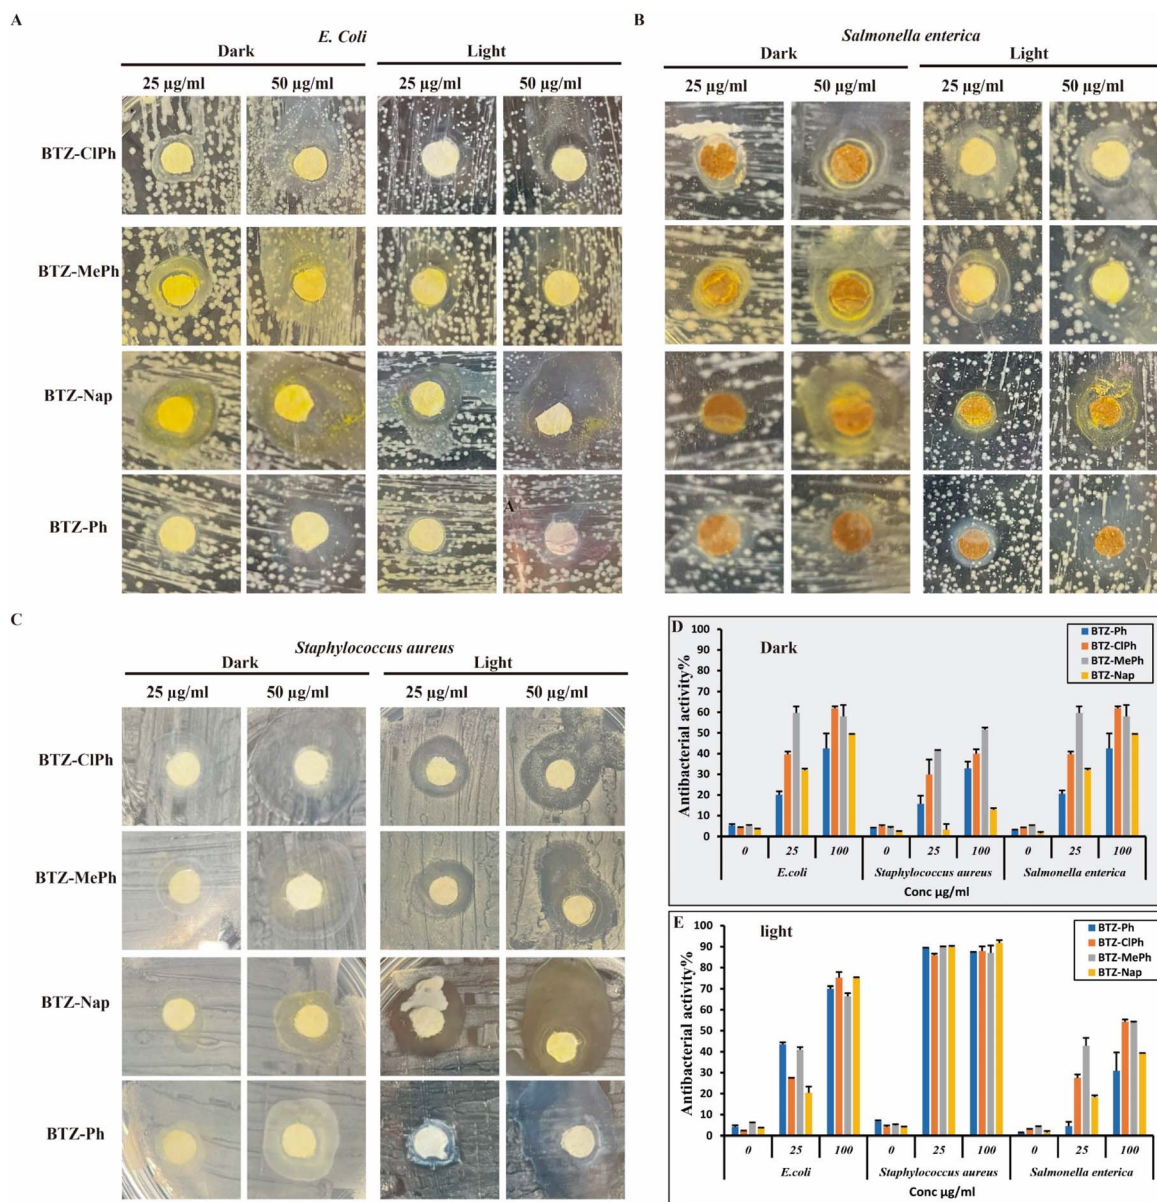 A
E. Coli
Dark
Light
25 µg/ml
50 µg/ml
25 µg/ml
50 µg/ml
BTZ-ClPh
BTZ-MePh
BTZ-Nap
BTZ-Ph
A
B
Salmonella enterica
Dark
Light
25 µg/ml
50 µg/ml
25 µg/ml
50 µg/ml
C
Staphylococcus aureus
Dark
Light
25 µg/ml
50 µg/ml
25 µg/ml
50 µg/ml
BTZ-ClPh
BTZ-MePh
BTZ-Nap
BTZ-Ph
D
Dark
BTZ-Ph
BTZ-ClPh
BTZ-MePh
BTZ-Nap
Antibacterial activity%
100
90
80
70
60
50
40
30
20
10
0
0 25 100 0 25 100 0 25 100
E.coli Staphylococcus aureus Salmonella enterica
Conc µg/ml
E
light
BTZ-Ph
BTZ-ClPh
BTZ-MePh
BTZ-Nap
Antibacterial activity%
100
90
80
70
60
50
40
30
20
10
0
0 25 100 0 25 100 0 25 100
E.coli Staphylococcus aureus Salmonella enterica
Conc µg/ml